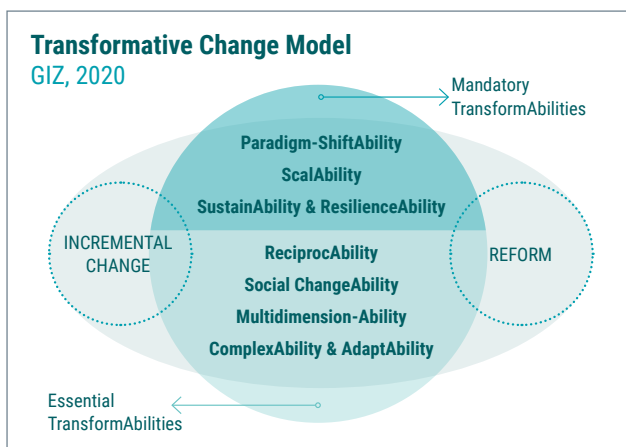 Transformative Change Model
GIZ, 2020
Mandatory
TransformAbilities
Paradigm-ShiftAbility
ScalAbility
SustainAbility & ResilienceAbility
INCREMENTAL
CHANGE
REFORM
ReciprocAbility
Social ChangeAbility
Multidimension-Ability
ComplexAbility & AdaptAbility
Essential
TransformAbilities